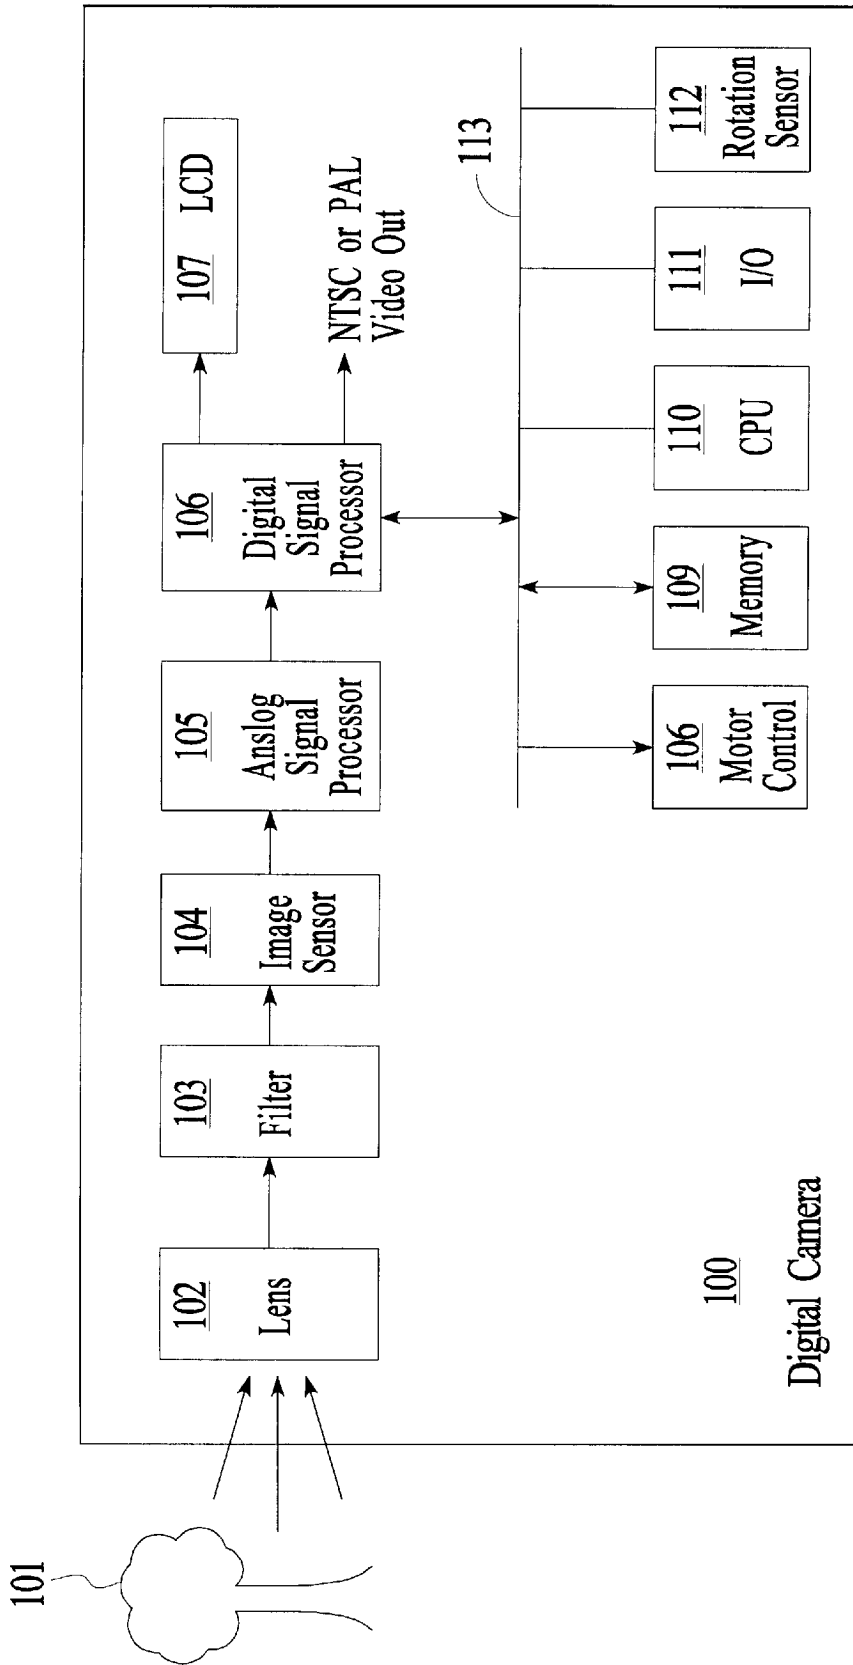 101
102
Lens
103
Filter
104
Image
Sensor
105
Anslog
Signal
Processor
106
Digital
Signal
Processor
107 LCD
NTSC or PAL
Video Out
113
106
Motor
Control
109
Memory
110
CPU
111
I/O
112
Rotation
Sensor
100
Digital Camera